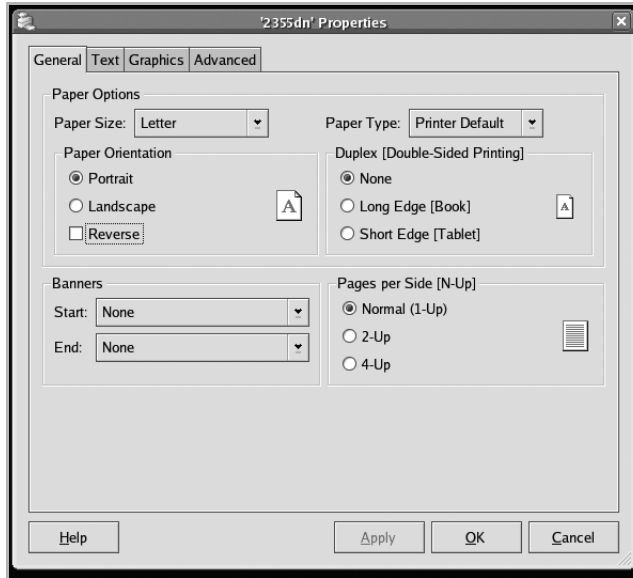 '2355dn' Properties
General Text Graphics Advanced
Paper Options
Paper Size: Letter
Paper Type: Printer Default
Paper Orientation
Portrait
Landscape
Reverse
A
Duplex [Double-Sided Printing]
None
Long Edge [Book]
Short Edge [Tablet]
A
Banners
Start: None
End: None
Pages per Side [N-Up]
Normal (1-Up)
2-Up
4-Up
Help Apply OK Cancel